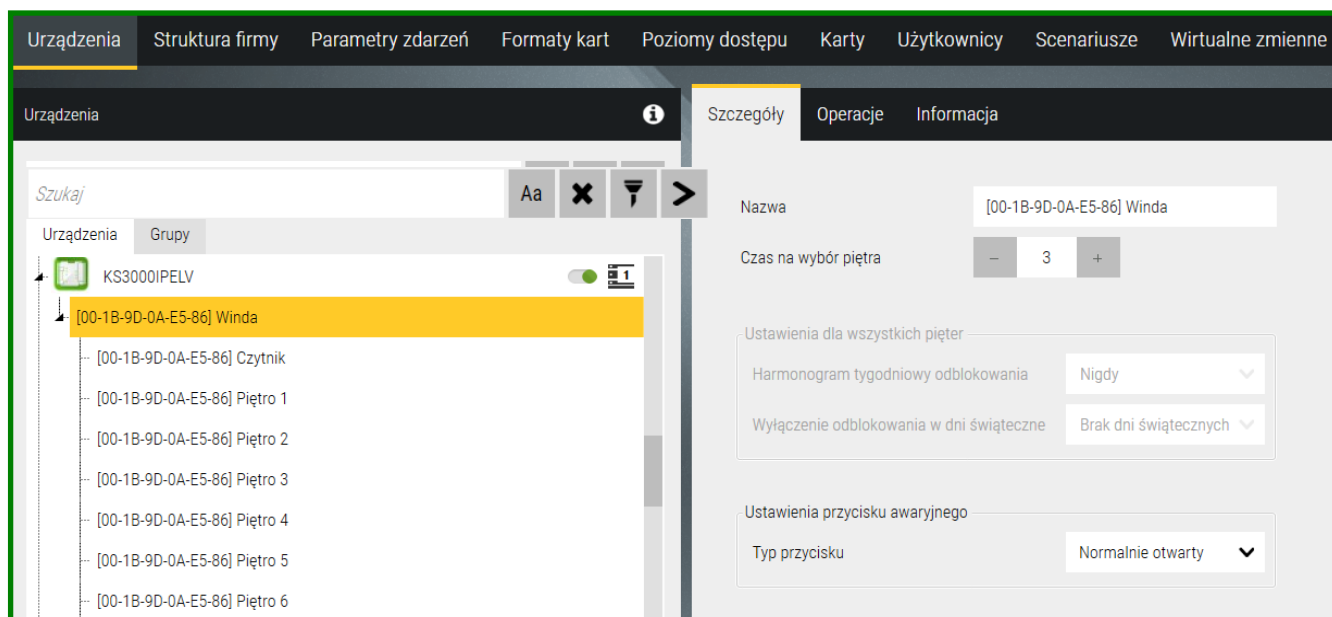 Urządzenia Struktura firmy Parametry zdarzeń Formaty kart Poziomy dostępu Karty Użytkownicy Scenariusze Wirtualne zmienne
Urządzenia
Szczegóły Operacje Informacja
Szukaj
Aa
Urządzenia Grupy
KS3000IPELV
1
[00-1B-9D-0A-E5-86] Winda
[00-1B-9D-0A-E5-86] Czytnik
[00-1B-9D-0A-E5-86] Piętro 1
[00-1B-9D-0A-E5-86] Piętro 2
[00-1B-9D-0A-E5-86] Piętro 3
[00-1B-9D-0A-E5-86] Piętro 4
[00-1B-9D-0A-E5-86] Piętro 5
[00-1B-9D-0A-E5-86] Piętro 6
Nazwa [00-1B-9D-0A-E5-86] Winda
Czas na wybór piętra − 3 +
Ustawienia dla wszystkich pięter
Harmonogram tygodniowy odblokowania Nigdy
Wyłączenie odblokowania w dni świąteczne Brak dni świątecznych
Ustawienia przycisku awaryjnego
Typ przycisku Normalnie otwarty